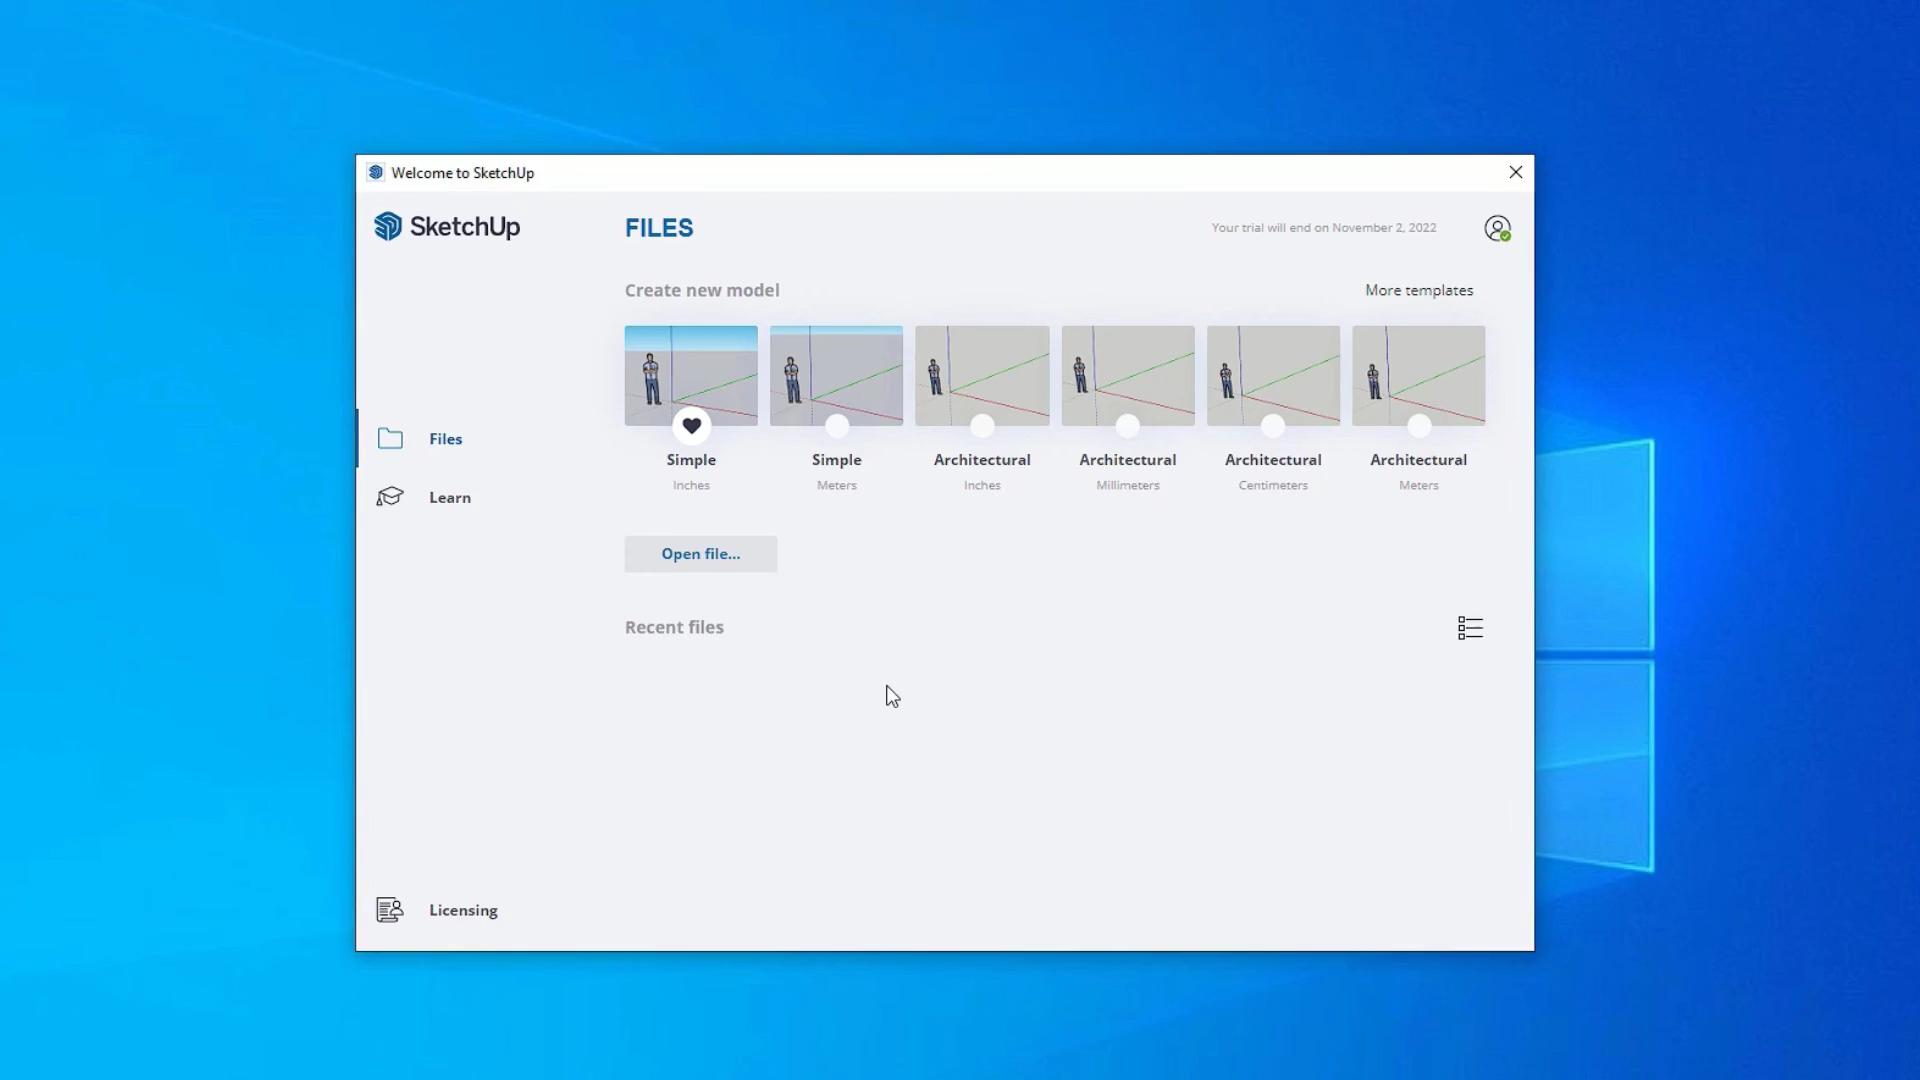 Welcome to SketchUp
SketchUp
FILES
Your trial will end on November 2, 2022
Create new model
More templates
Files
Learn
Simple
Inches
Simple
Meters
Architectural
Inches
Architectural
Millimeters
Architectural
Centimeters
Architectural
Meters
Open file...
Recent files
Licensing